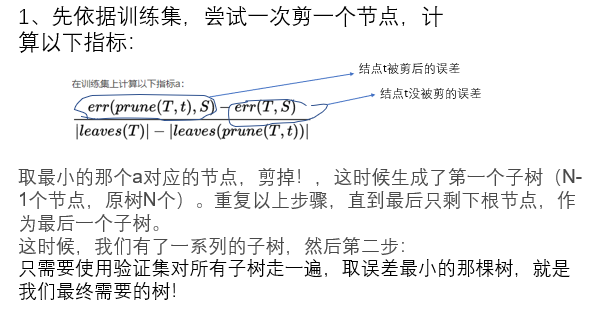 1、先依据训练集，尝试一次剪一个节点，计
算以下指标：
结点t被剪后的误差
在训练集上计算以下指标a：
结点t没被剪的误差
err(prune(T,t),S) − err(T,S)
|leaves(T)| − |leaves(prune(T,t))|
取最小的那个a对应的节点，剪掉！，这时候生成了第一个子树（N-
1个节点，原树N个）。重复以上步骤，直到最后只剩下根节点，作
为最后一个子树。
这时候，我们有了一系列的子树，然后第二步：
只需要使用验证集对所有子树走一遍，取误差最小的那棵树，就是
我们最终需要的树！